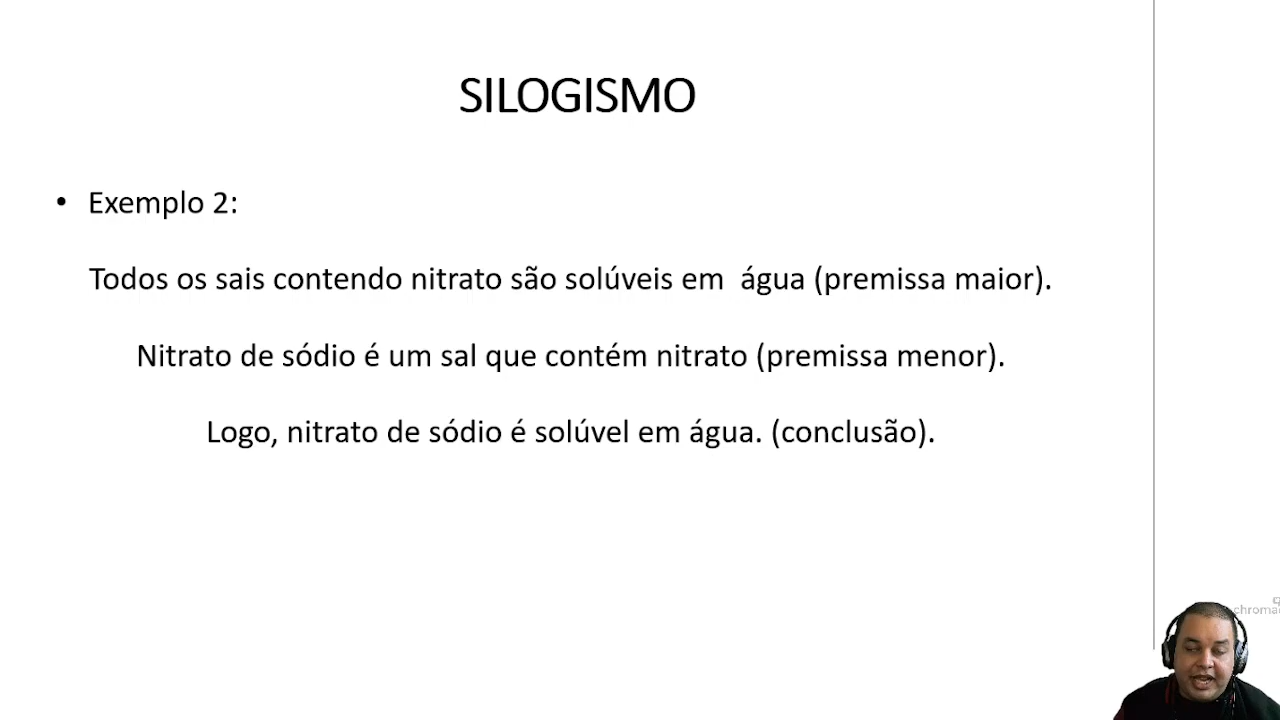 SILOGISMO
• Exemplo 2:
Todos os sais contendo nitrato são solúveis em  água (premissa maior).
Nitrato de sódio é um sal que contém nitrato (premissa menor).
Logo, nitrato de sódio é solúvel em água. (conclusão).